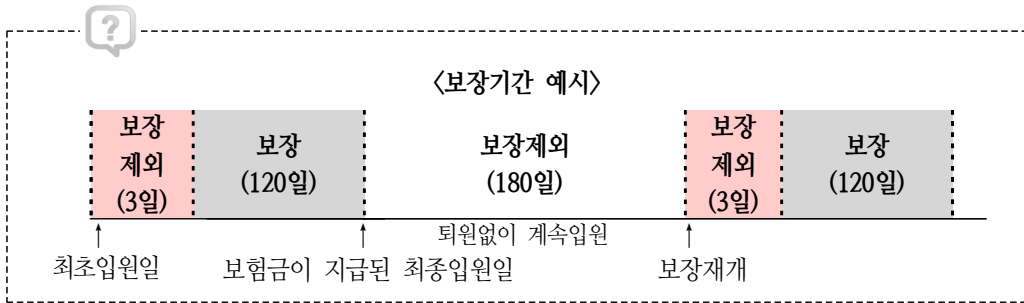 ?
〈보장기간 예시〉
보장
제외
(3일)
보장
(120일)
보장제외
(180일)
보장
제외
(3일)
보장
(120일)
퇴원없이 계속입원
최초입원일
보험금이 지급된 최종입원일
보장재개